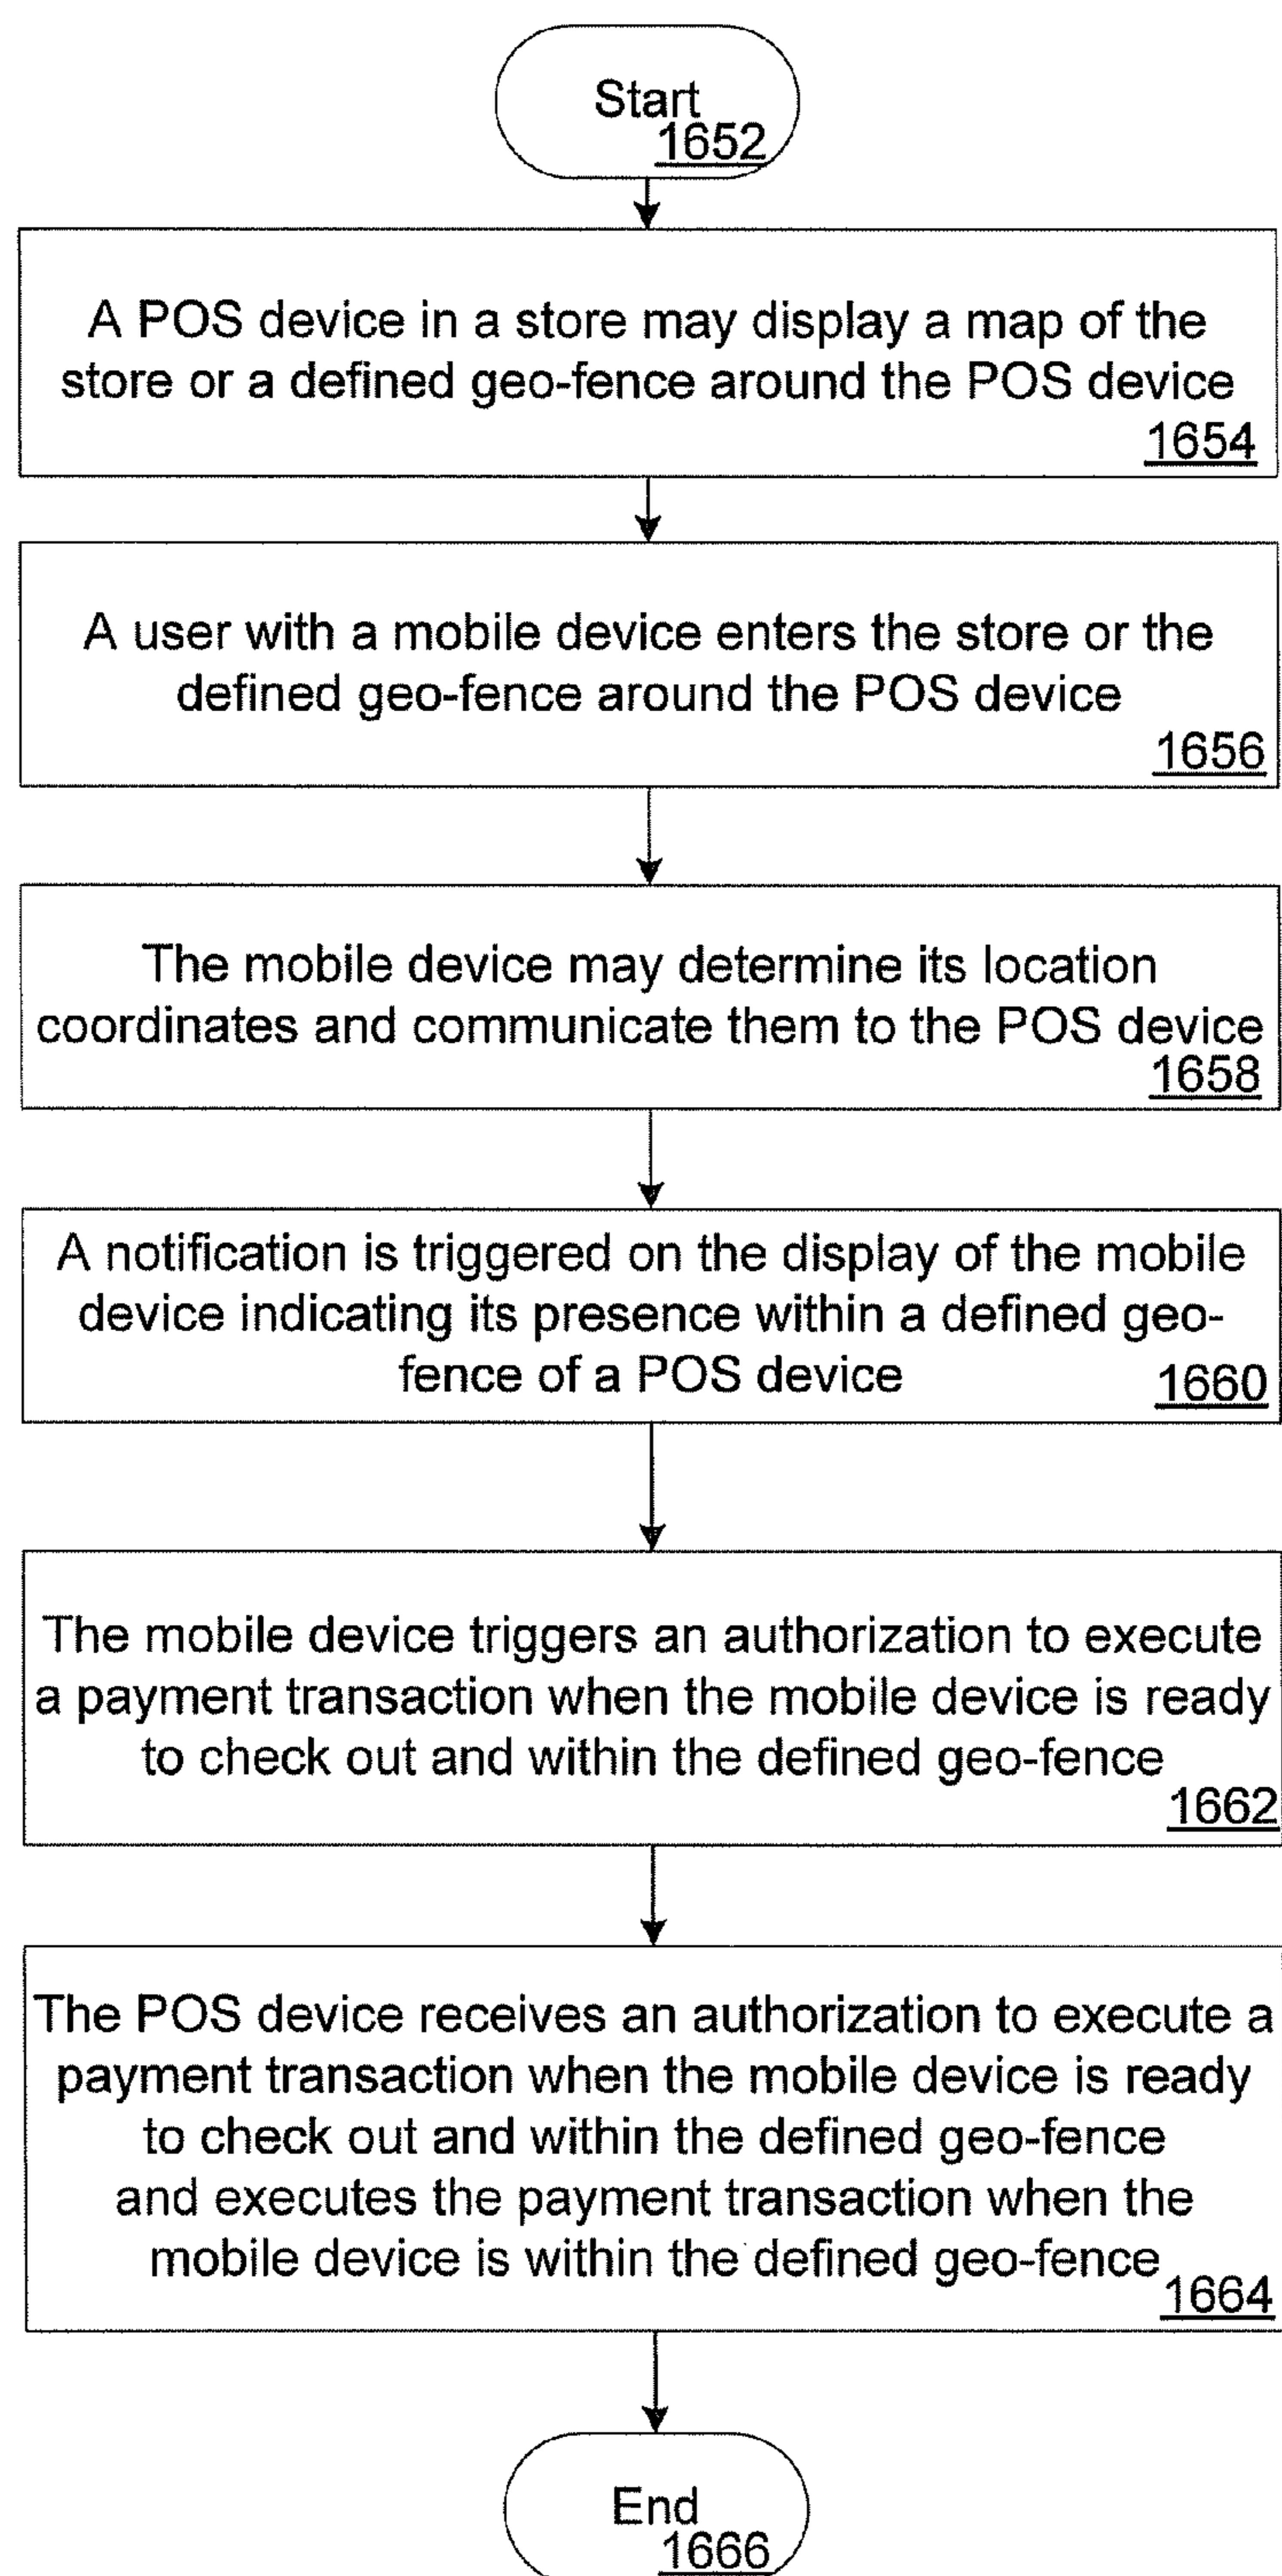 Start
1652
A POS device in a store may display a map of the
store or a defined geo-fence around the POS device
1654
A user with a mobile device enters the store or the
defined geo-fence around the POS device
1656
The mobile device may determine its location
coordinates and communicate them to the POS device
1658
A notification is triggered on the display of the mobile
device indicating its presence within a defined geo-
fence of a POS device
1660
The mobile device triggers an authorization to execute
a payment transaction when the mobile device is ready
to check out and within the defined geo-fence
1662
The POS device receives an authorization to execute a
payment transaction when the mobile device is ready
to check out and within the defined geo-fence
and executes the payment transaction when the
mobile device is within the defined geo-fence
1664
End
1666